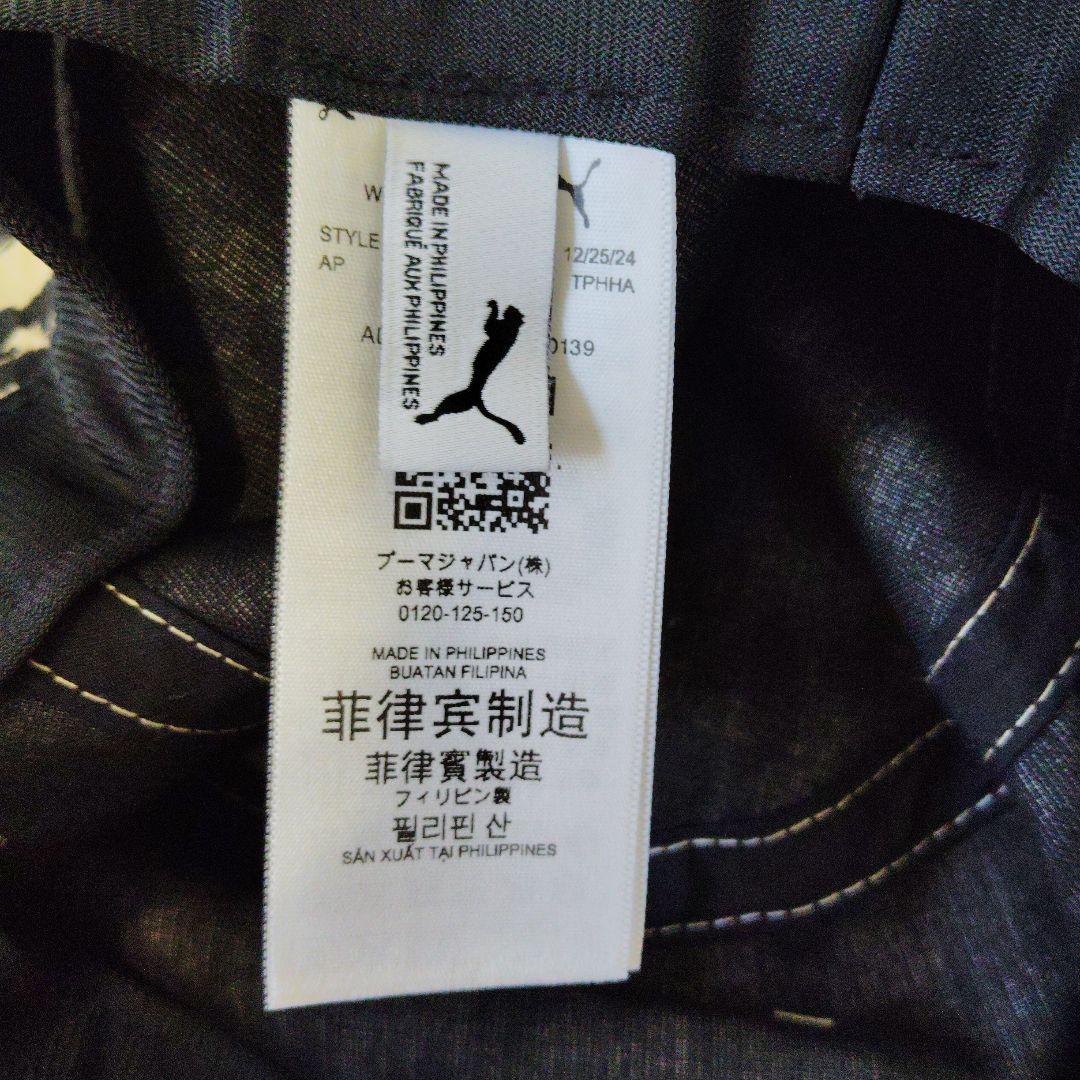 MADE IN PHILIPPINES
FABRIQUÉ AUX PHILIPPINES
STYLE
12/25/24
AP
TPHHA
0139
プーマジャパン(株)
お客様サービス
0120-125-150
MADE IN PHILIPPINES
BUATAN FILIPINA
菲律宾制造
菲律賓製造
フィリピン製
필리핀 산
SẢN XUẤT TẠI PHILIPPINES